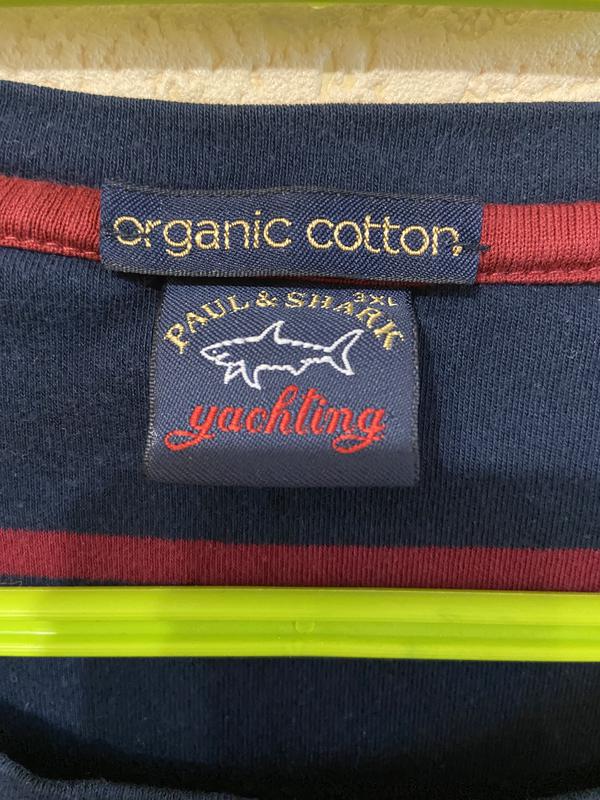 organic cotton
3XL
PAUL & SHARK
yachting